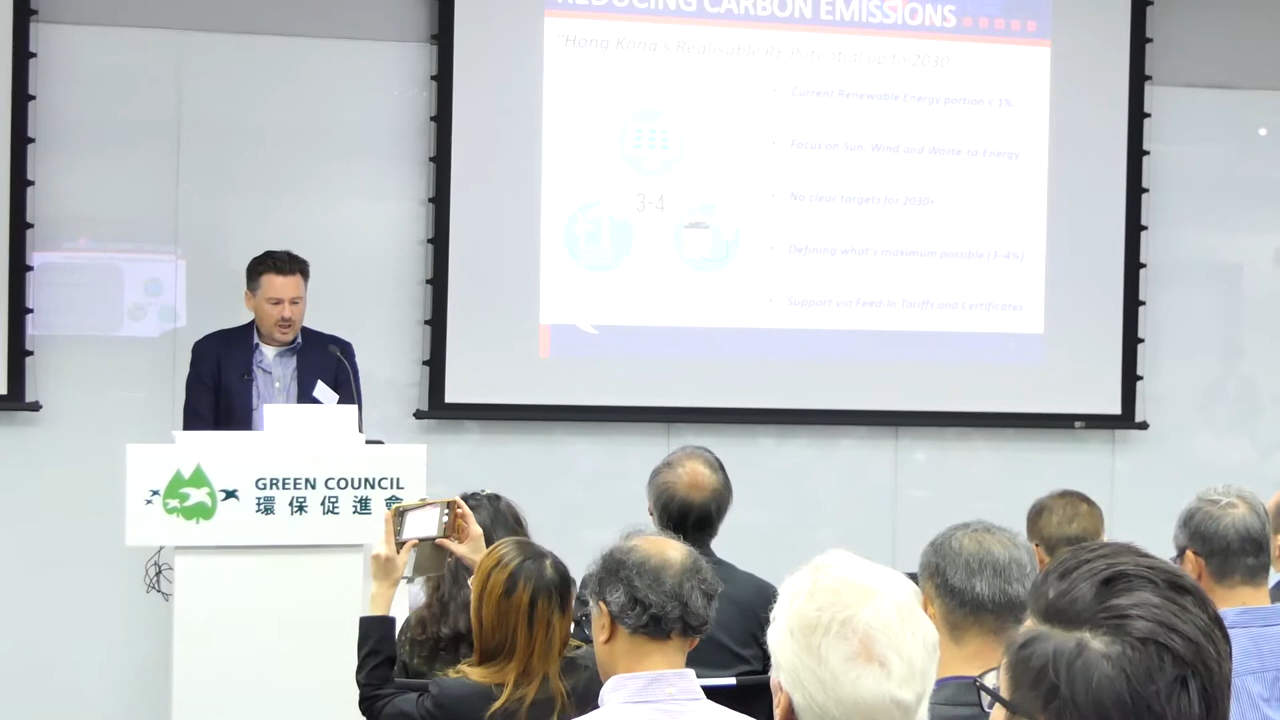 REDUCING CARBON EMISSIONS
"Hong Kong's Realisable RE Potential up to 2030
• Current Renewable Energy portion < 1%
• Focus on Sun, Wind and Waste-to-Energy
3-4
• No clear targets for 2030+
• Defining what's maximum possible (3-4%)
• Support via Feed-In Tariffs and Certificates
GREEN COUNCIL
環保促進會